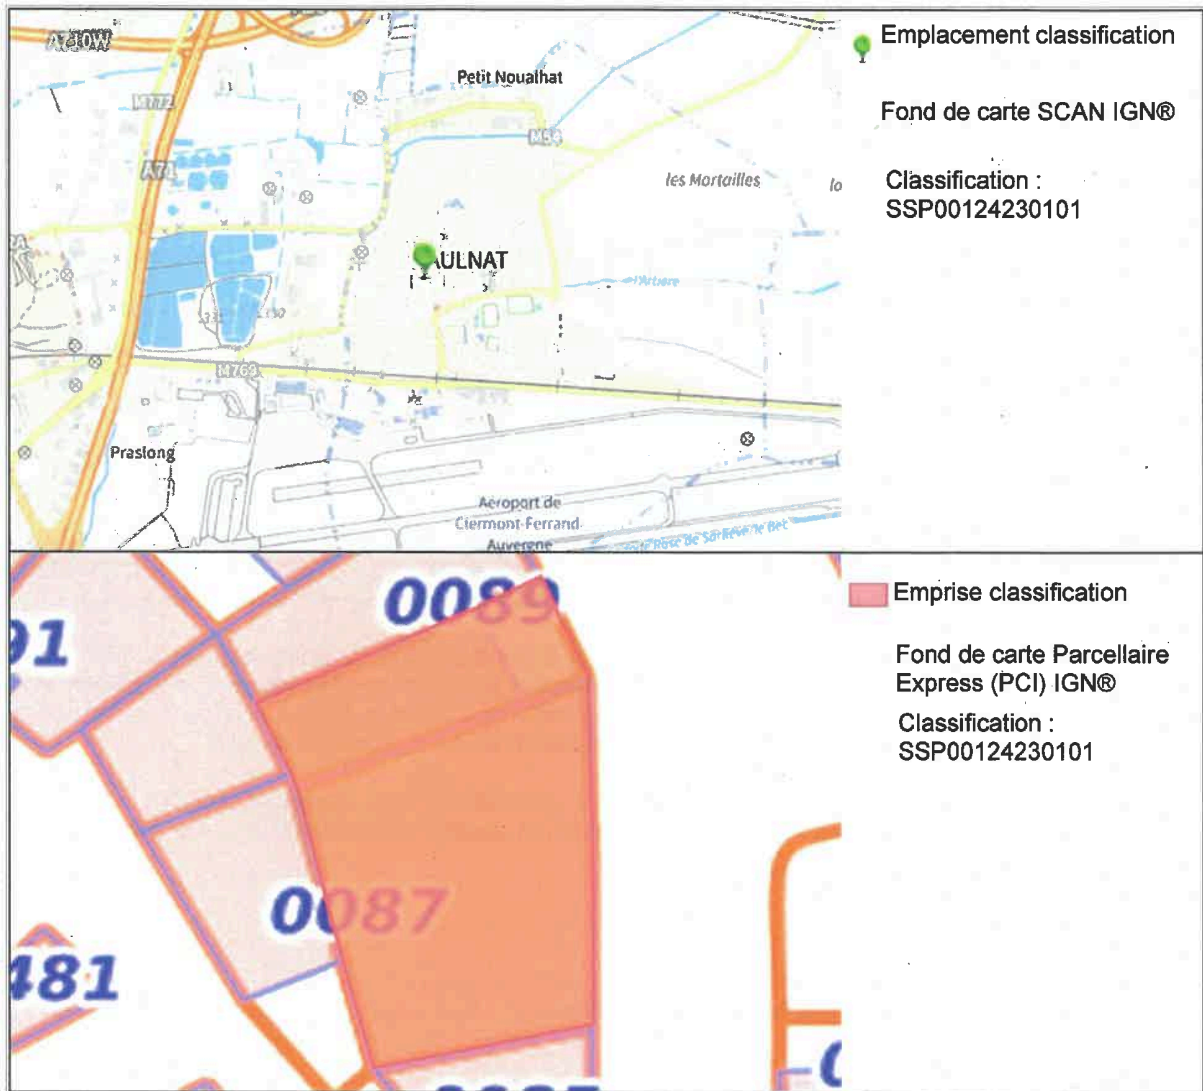 A710W
Petit Noualhat
M772
M54
A71
les Mortailles
AULNAT
l'Artière
M769
Praslong
Aéroport de
Clermont-Ferrand
Auvergne
Emplacement classification
Fond de carte SCAN IGN®
Classification :
SSP00124230101
0089
91
0087
481
Emprise classification
Fond de carte Parcellaire
Express (PCI) IGN®
Classification :
SSP00124230101